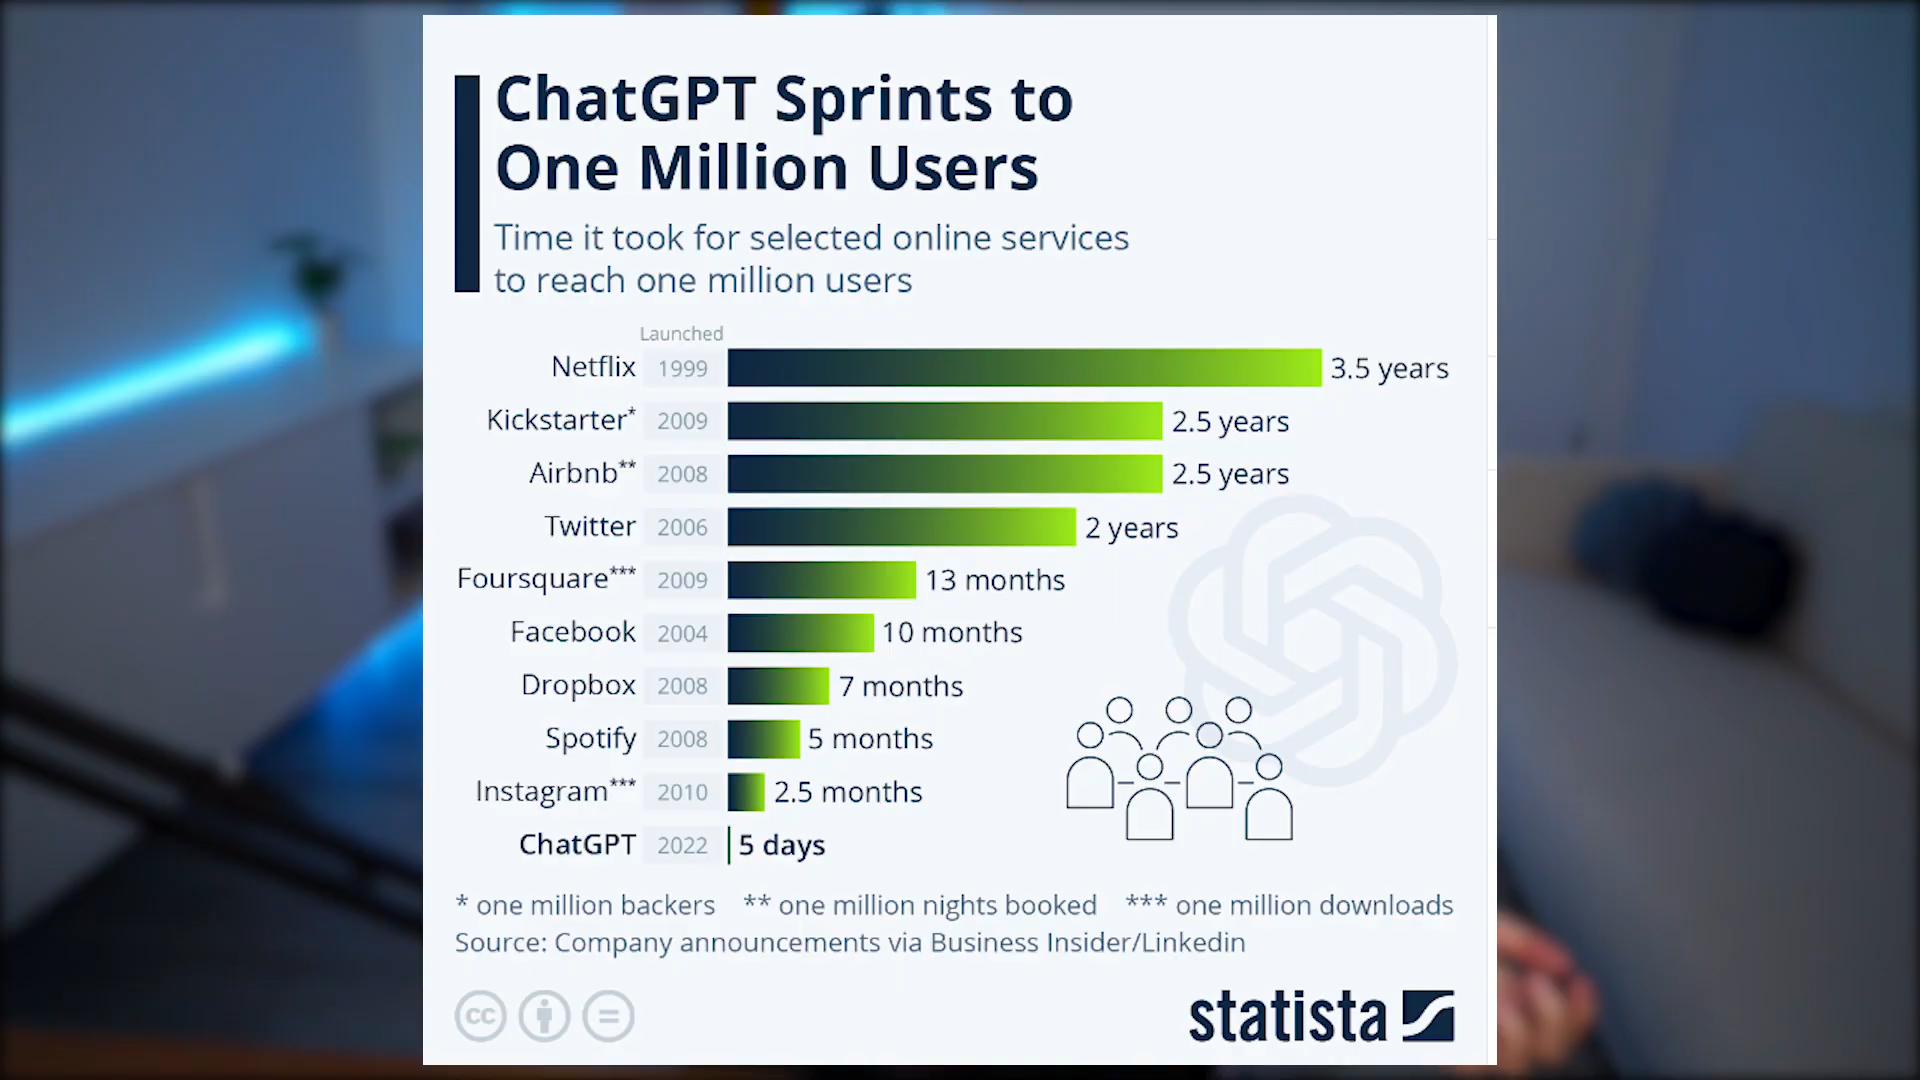 ChatGPT Sprints to
One Million Users
Time it took for selected online services
to reach one million users
Launched
Netflix 1999 3.5 years
Kickstarter* 2009 2.5 years
Airbnb** 2008 2.5 years
Twitter 2006 2 years
Foursquare*** 2009 13 months
Facebook 2004 10 months
Dropbox 2008 7 months
Spotify 2008 5 months
Instagram*** 2010 2.5 months
ChatGPT 2022 5 days
* one million backers ** one million nights booked *** one million downloads
Source: Company announcements via Business Insider/Linkedin
cc
statista